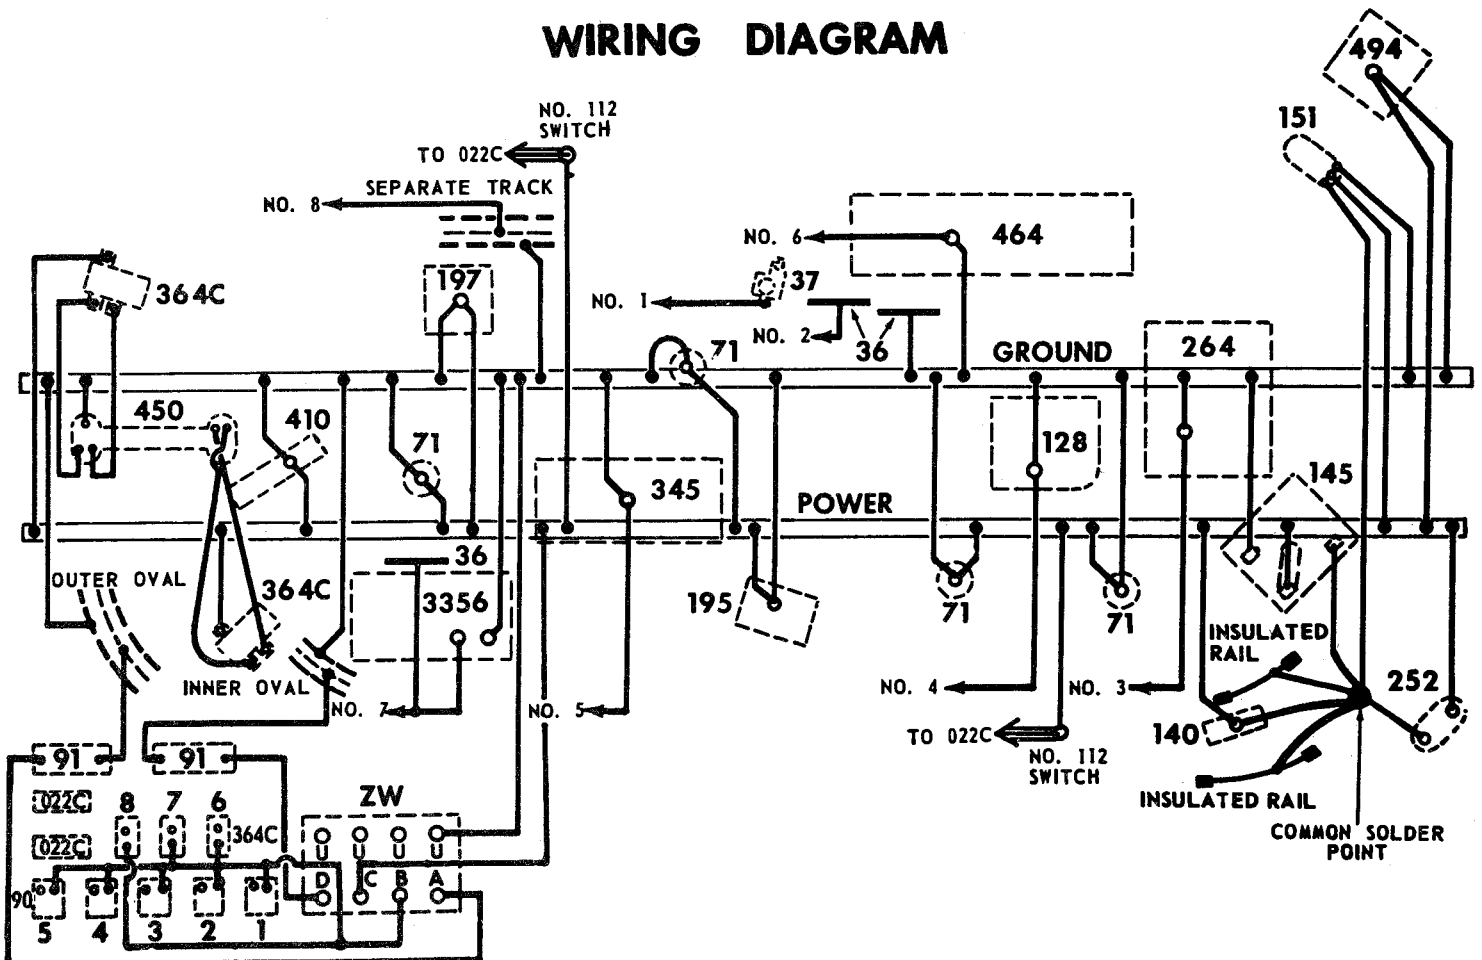 WIRING DIAGRAM
494
NO. 112
SWITCH
151
TO 022C
SEPARATE TRACK
NO. 8
NO. 6
464
197
37
364C
NO. 1
NO. 2
36
71
GROUND
264
450
410
71
128
145
345
POWER
36
OUTER OVAL
364C
3356
195
71
71
INSULATED
RAIL
INNER OVAL
NO. 7
NO. 5
NO. 4
NO. 3
252
140
TO 022C
NO. 112
SWITCH
91
91
ZW
022C
8
7
6
364C
INSULATED RAIL
COMMON SOLDER
POINT
022C
U
U
U
U
D
C
B
A
90
5
4
3
2
1